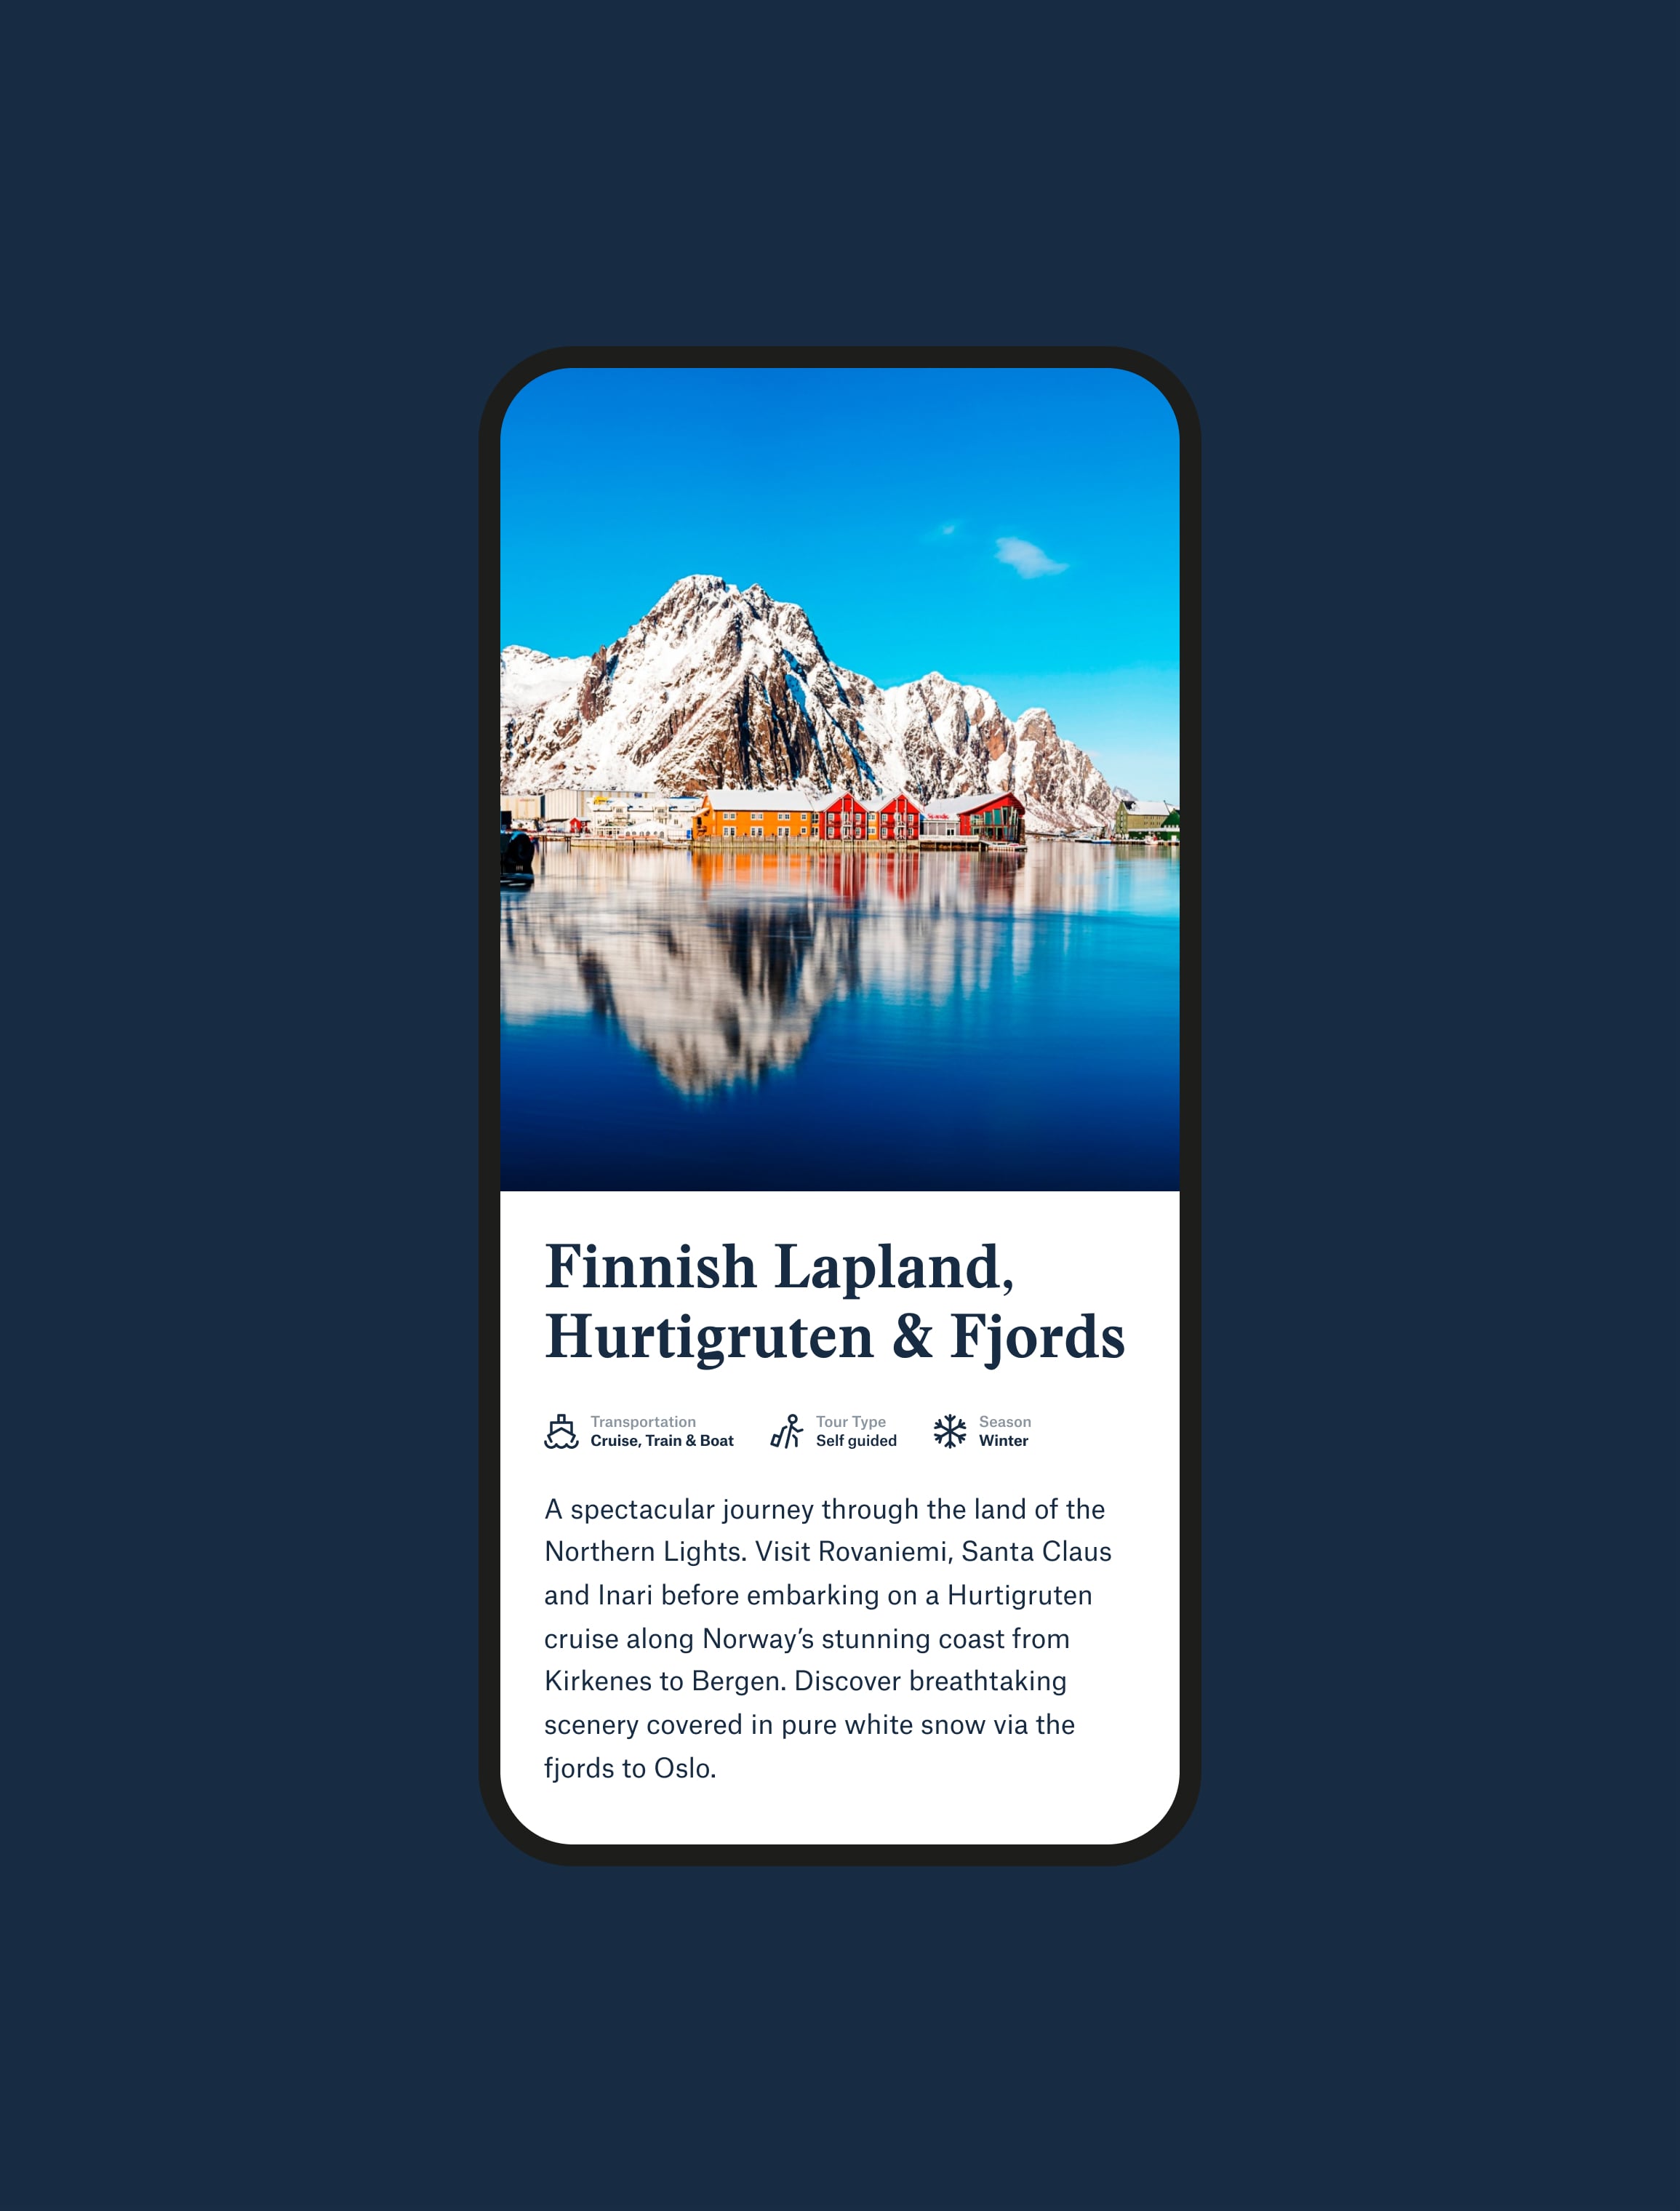 Finnish Lapland,
Hurtigruten & Fjords
Transportation
Cruise, Train & Boat
Tour Type
Self guided
Season
Winter
A spectacular journey through the land of the
Northern Lights. Visit Rovaniemi, Santa Claus
and Inari before embarking on a Hurtigruten
cruise along Norway’s stunning coast from
Kirkenes to Bergen. Discover breathtaking
scenery covered in pure white snow via the
fjords to Oslo.